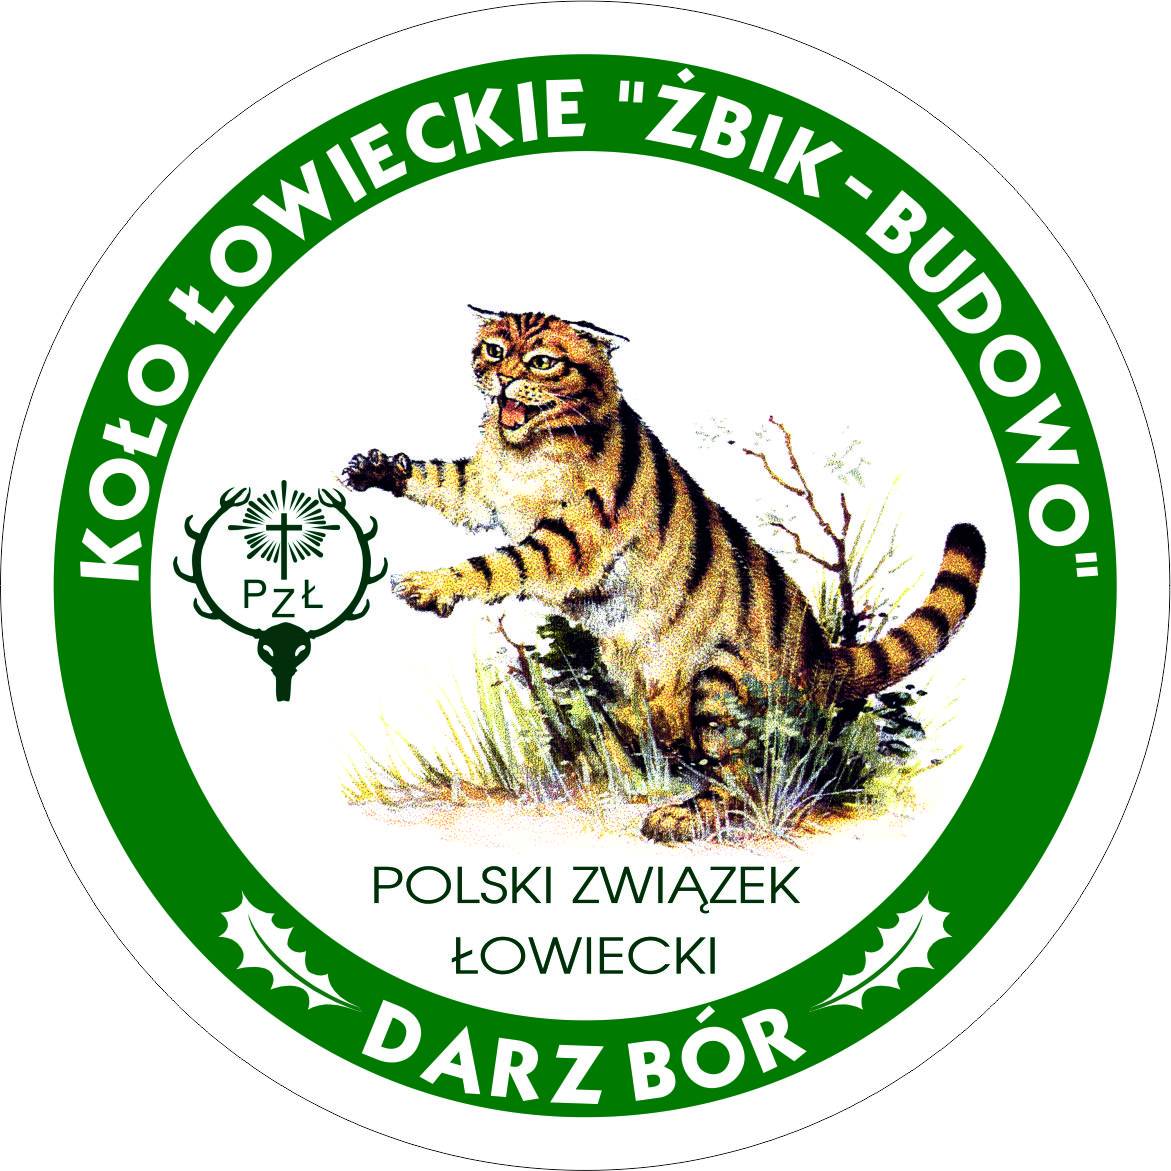 KOŁO ŁOWIECKIE "ŻBIK - BUDOWO"
PZŁ
POLSKI ZWIĄZEK
ŁOWIECKI
DARZ BÓR